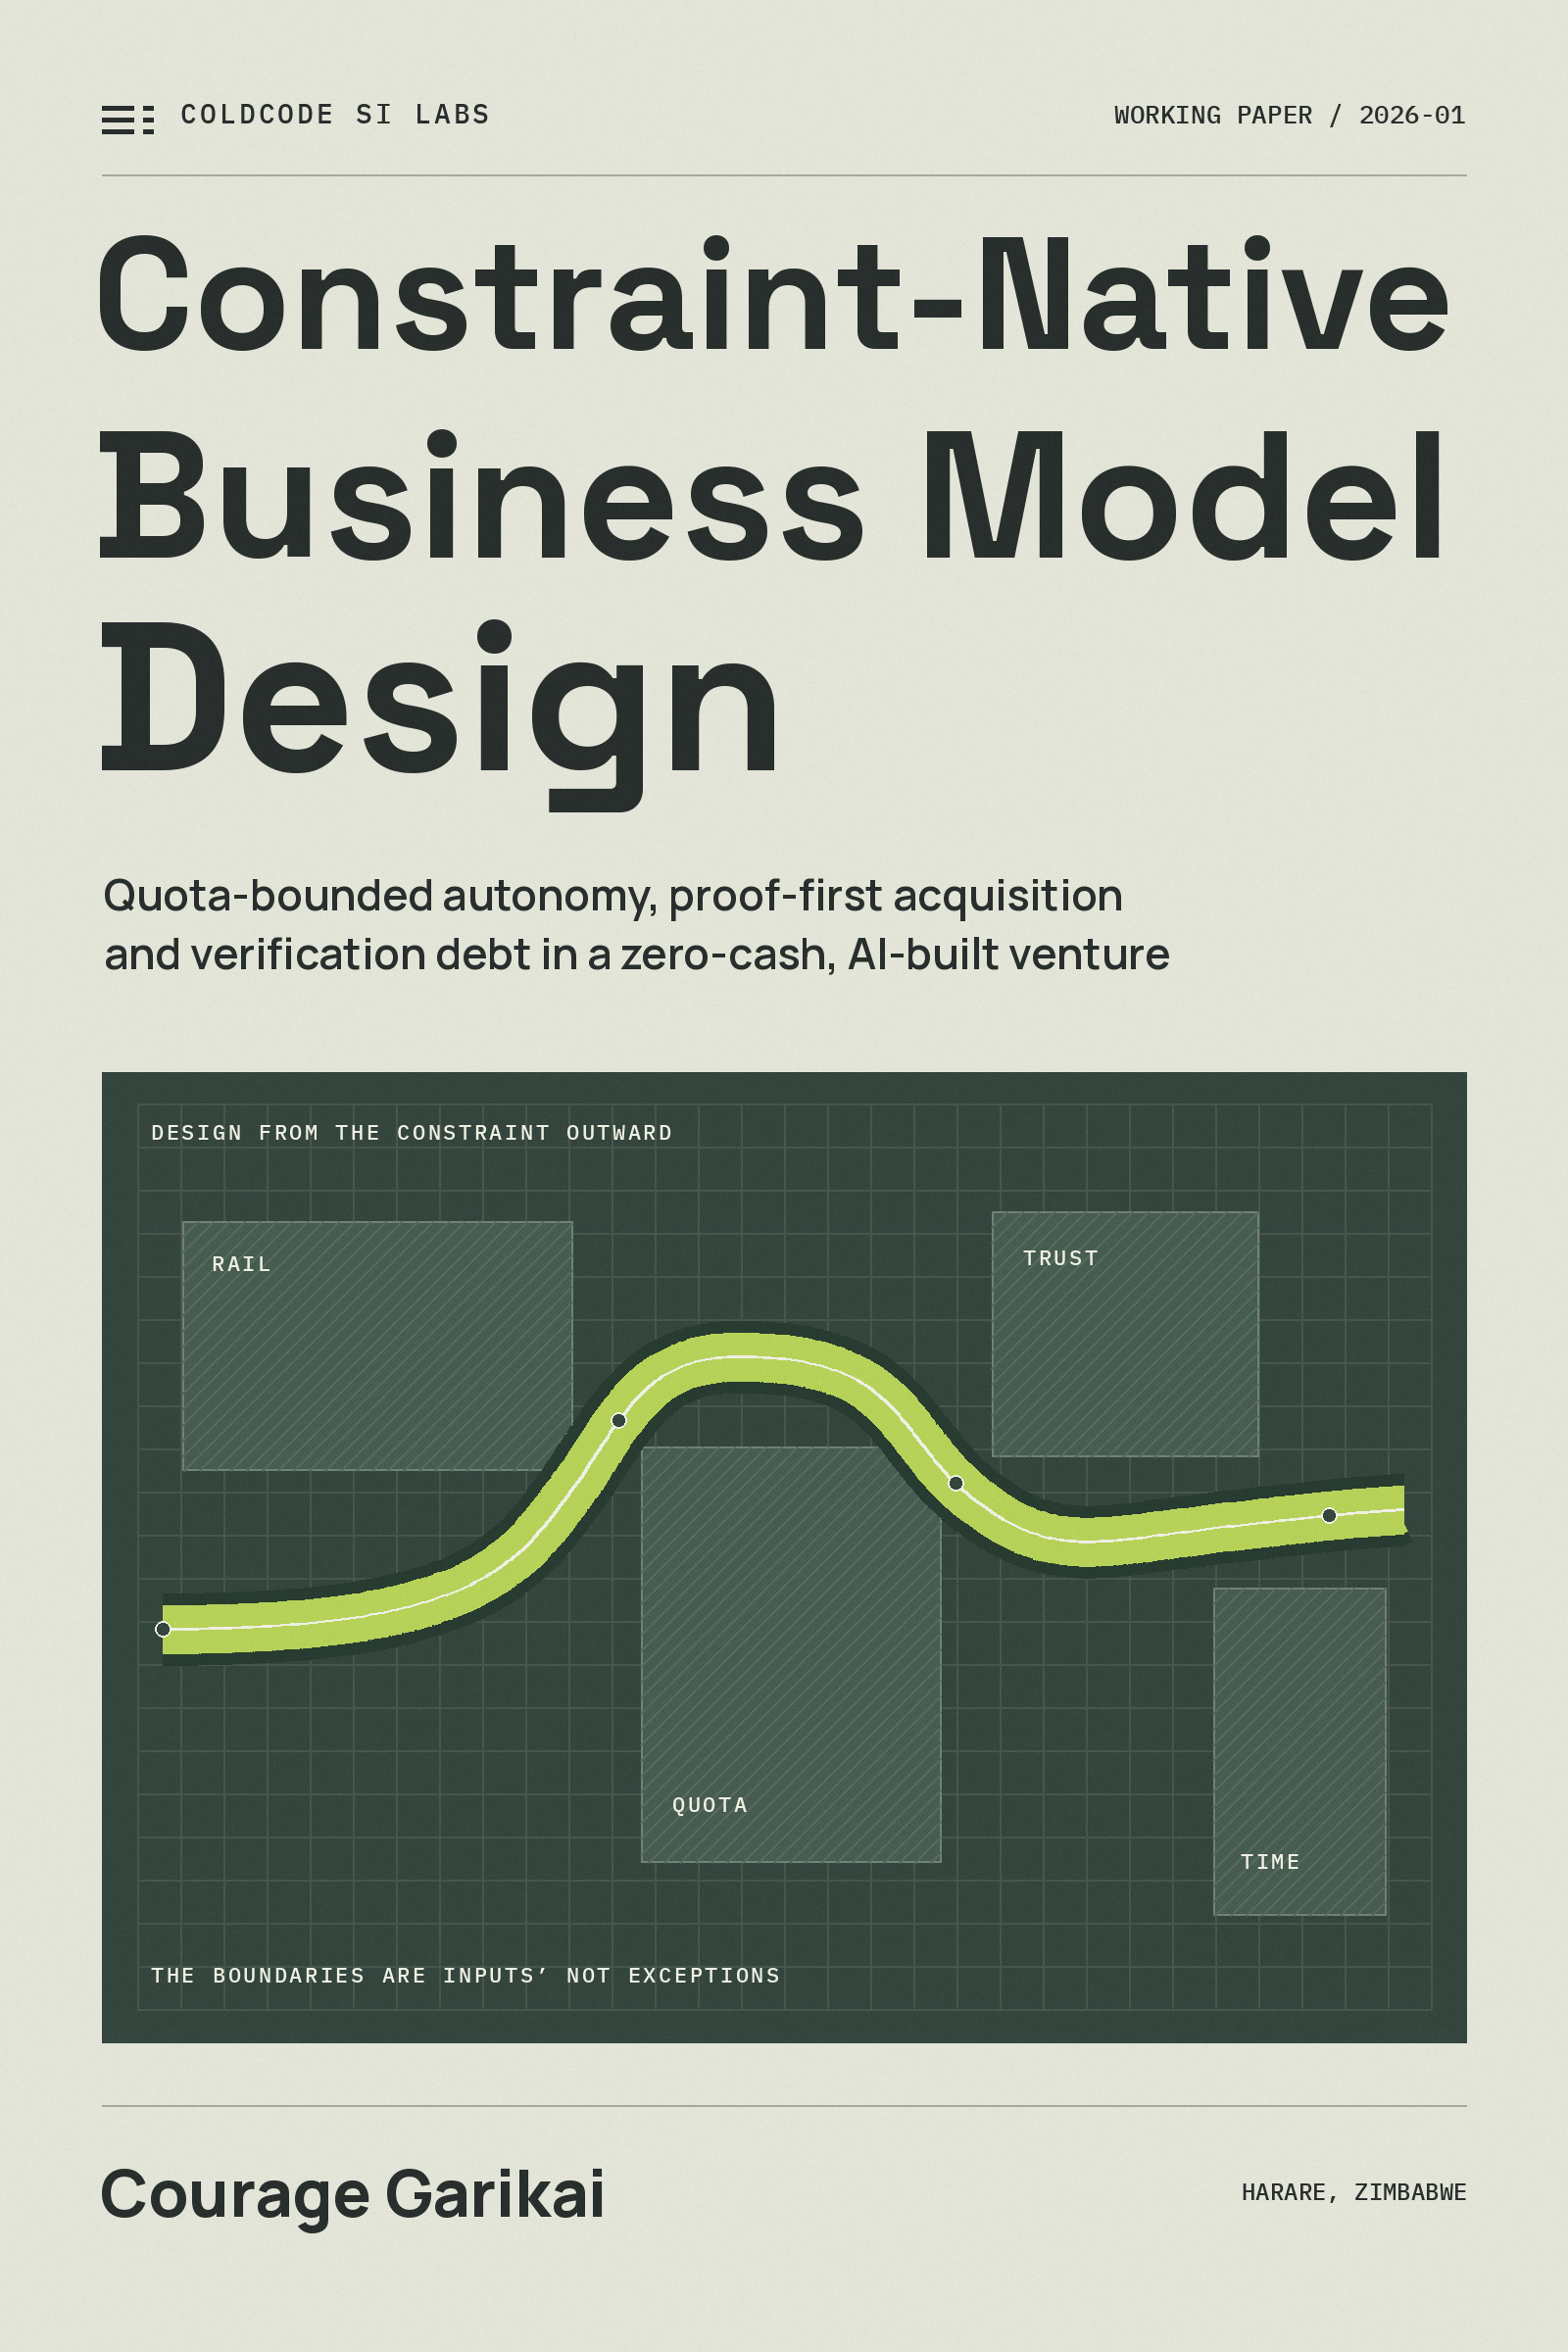 COLDCODE SI LABS
WORKING PAPER / 2026-01
Constraint-Native
Business Model
Design
Quota-bounded autonomy, proof-first acquisition
and verification debt in a zero-cash, AI-built venture
DESIGN FROM THE CONSTRAINT OUTWARD
RAIL
TRUST
QUOTA
TIME
THE BOUNDARIES ARE INPUTS’ NOT EXCEPTIONS
Courage Garikai
HARARE, ZIMBABWE